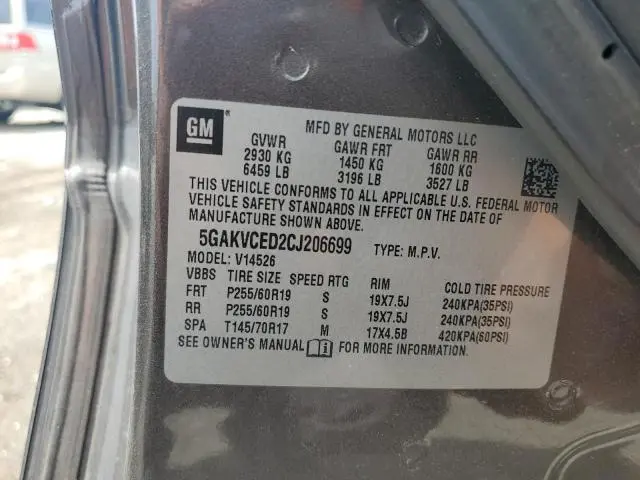 GM
MFD BY GENERAL MOTORS LLC
GVWR GAWR FRT GAWR RR
2930 KG 1450 KG 1600 KG
6459 LB 3196 LB 3527 LB
THIS VEHICLE CONFORMS TO ALL APPLICABLE U.S. FEDERAL MOTOR
VEHICLE SAFETY STANDARDS IN EFFECT ON THE DATE OF
MANUFACTURE SHOWN ABOVE.
5GAKVCED2CJ206699 TYPE: M.P.V.
MODEL: V14526
VBBS TIRE SIZE SPEED RTG RIM COLD TIRE PRESSURE
FRT P255/60R19 S 19X7.5J 240KPA(35PSI)
RR P255/60R19 S 19X7.5J 240KPA(35PSI)
SPA T145/70R17 M 17X4.5B 420KPA(60PSI)
SEE OWNER'S MANUAL FOR MORE INFORMATION.